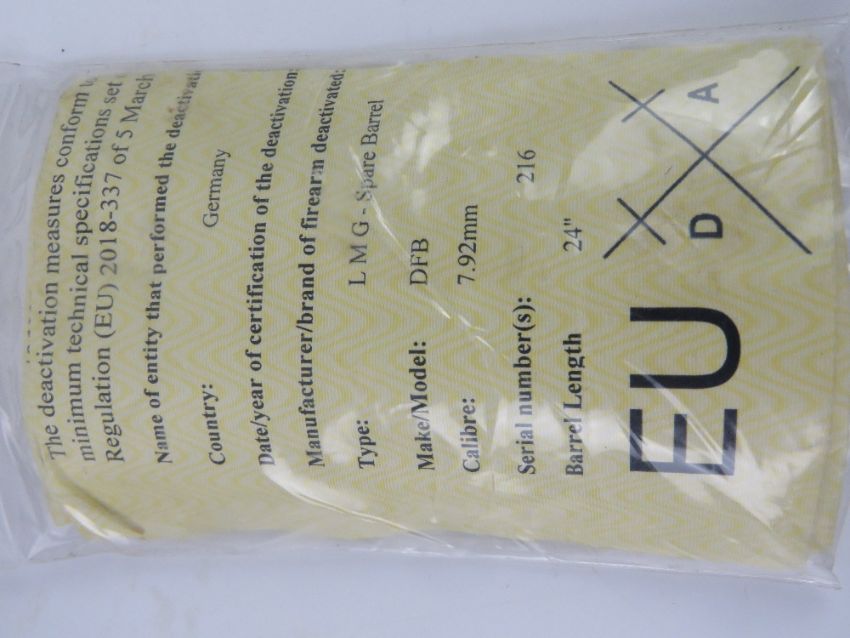 The deactivation measures conform
minimum technical specifications set
Regulation (EU) 2018-337 of 5 March
Name of entity that performed the
Country: Germany
Date/year of certification of the deactivation:
Manufacturer/brand of firearm deactivated:
Type: L M G - Spare Barrel
Make/Model: DFB
Calibre: 7.92mm
Serial number(s): 216
Barrel Length 24"
EU D A